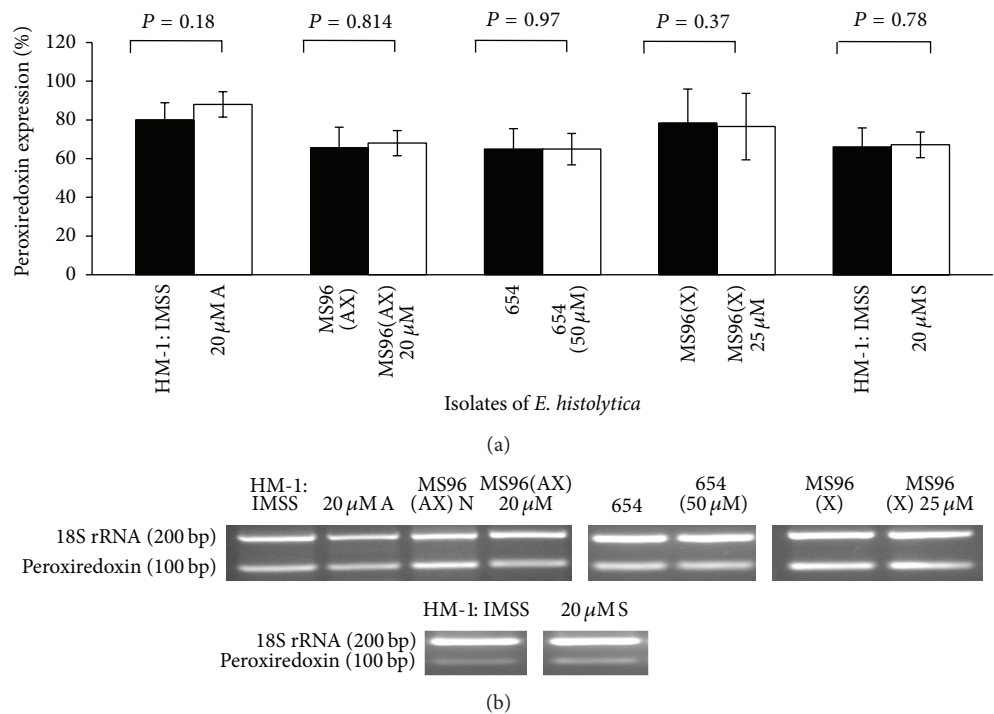 P = 0.18 P = 0.814 P = 0.97 P = 0.37 P = 0.78
Peroxiredoxin expression (%)
120
100
80
60
40
20
0
HM-1: IMSS
20 μM A
MS96
(AX)
MS96(AX)
20 μM
654
654
(50 μM)
MS96(X)
MS96(X)
25 μM
HM-1: IMSS
20 μM S
Isolates of E. histolytica
(a)
HM-1:
IMSS
20 μM A
MS96
(AX) N
MS96(AX)
20 μM
654
654
(50 μM)
MS96
(X)
MS96
(X) 25 μM
18S rRNA (200 bp)
Peroxiredoxin (100 bp)
HM-1: IMSS 20 μM S
18S rRNA (200 bp)
Peroxiredoxin (100 bp)
(b)